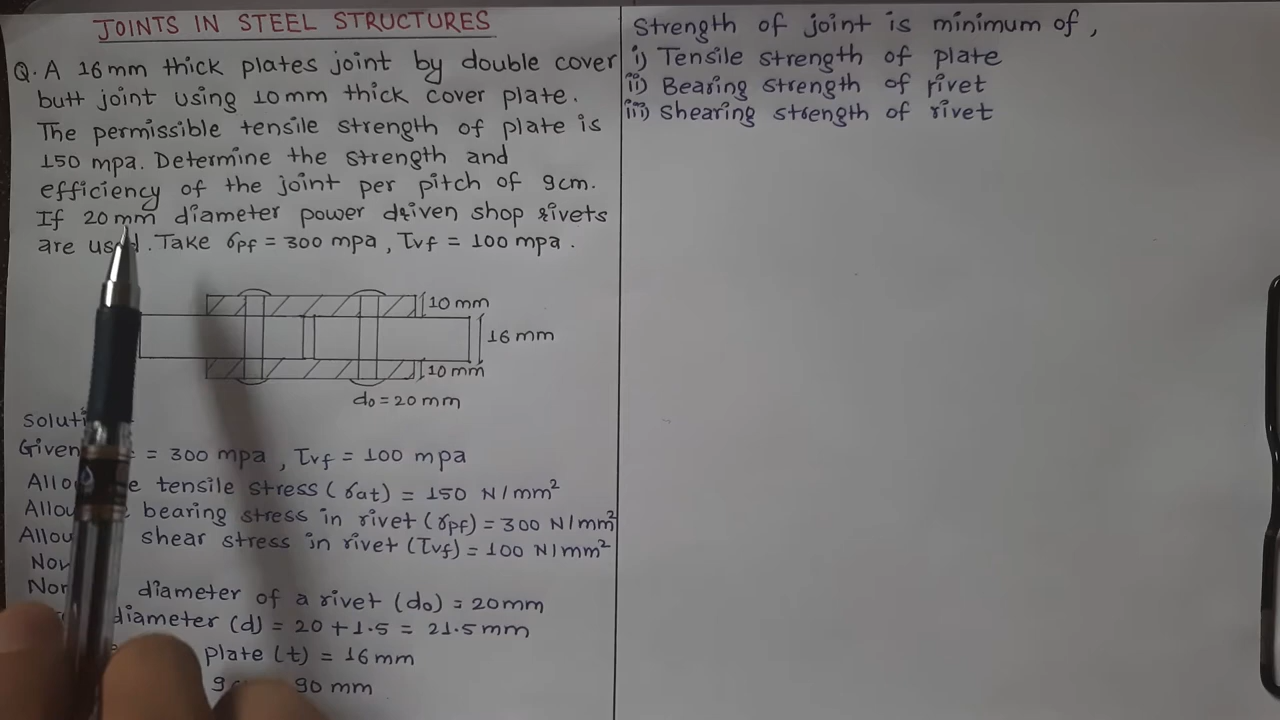 JOINTS IN STEEL STRUCTURES
Q. A 16mm thick plates joint by double cover
butt joint using 10mm thick cover plate.
The permissible tensile strength of plate is
150 mpa. Determine the strength and
efficiency of the joint per pitch of 9cm.
If 20mm diameter power driven shop rivets
are used. Take σpf = 300 mpa, τvf = 100 mpa.
10 mm
16 mm
10 mm
d₀ = 20 mm
Given = 300 mpa, τvf = 100 mpa
tensile stress (σat) = 150 N/mm²
bearing stress in rivet (σpf) = 300 N/mm²
shear stress in rivet (τvf) = 100 N/mm²
diameter of a rivet (d₀) = 20mm
diameter (d) = 20 + 1.5 = 21.5 mm
plate (t) = 16 mm
90 mm
Strength of joint is minimum of,
i) Tensile strength of plate
ii) Bearing strength of rivet
iii) Shearing strength of rivet